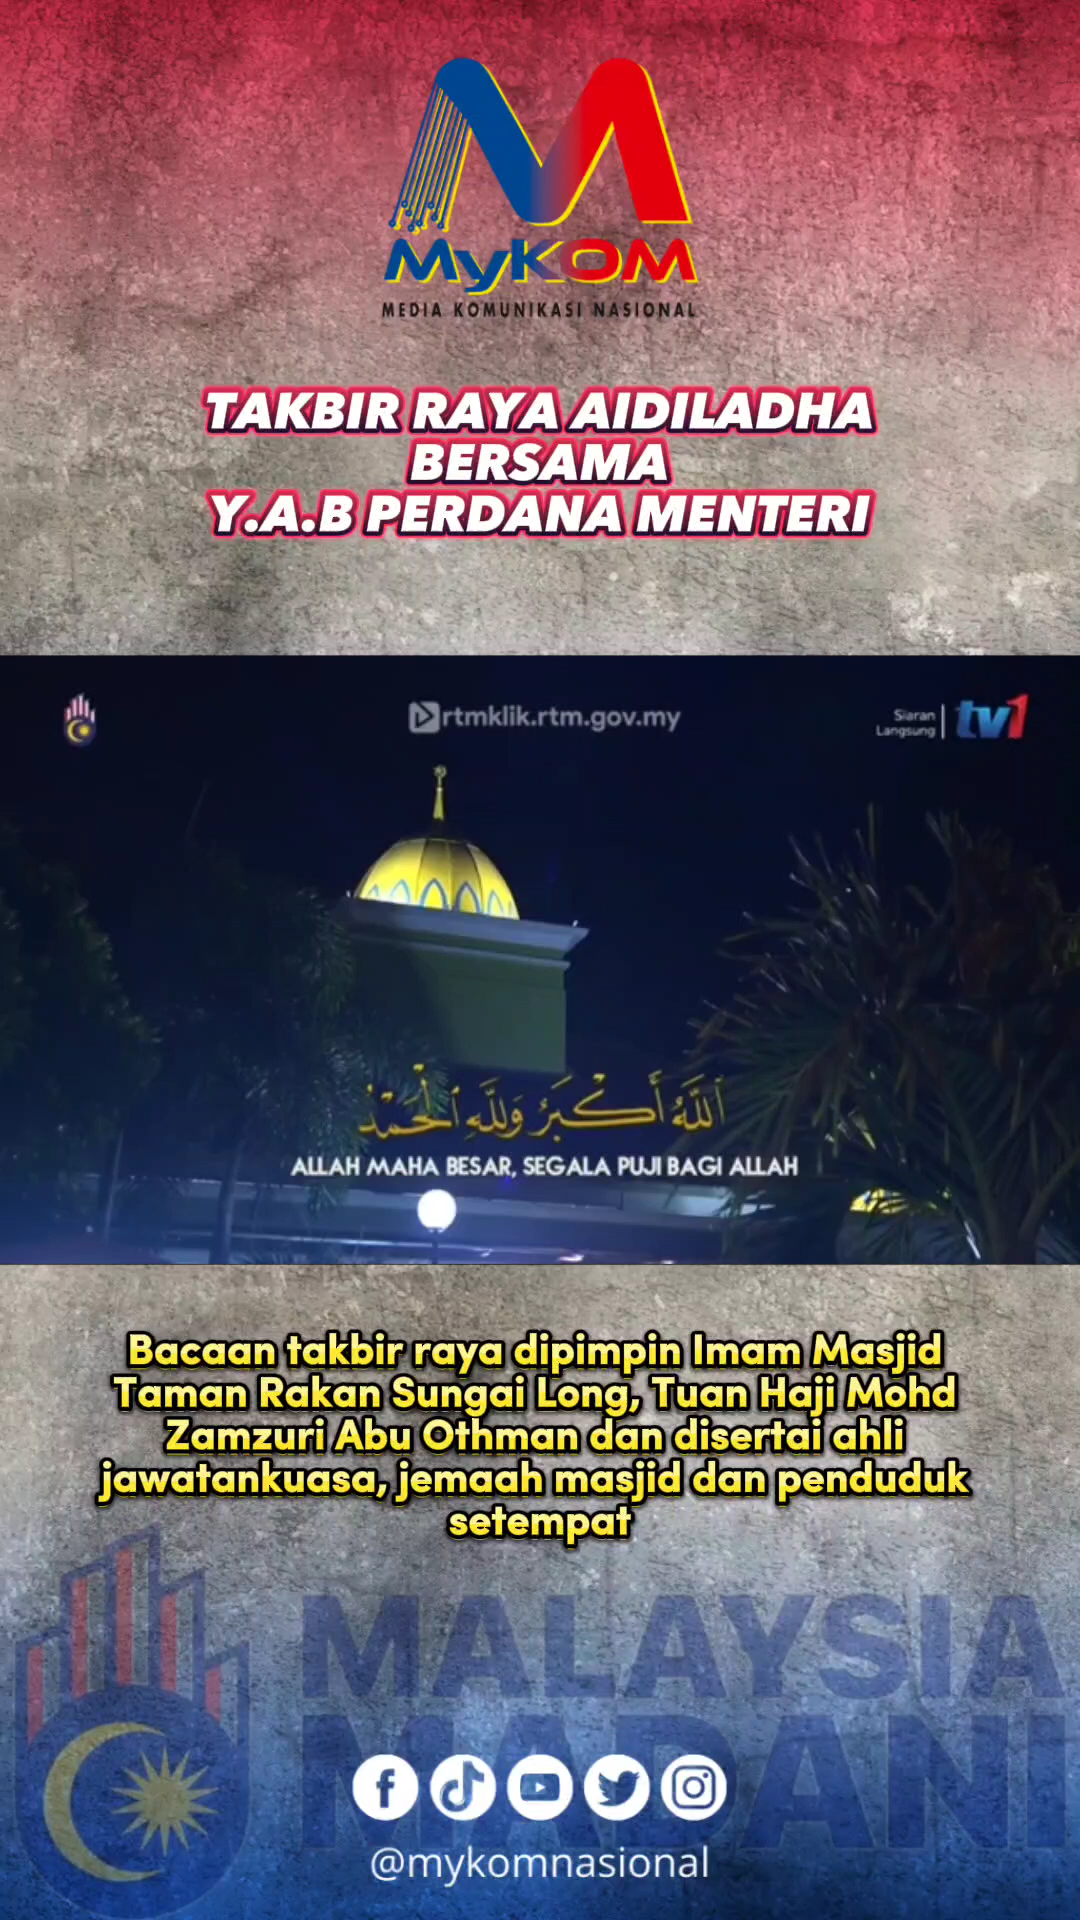 MyKOM
MEDIA KOMUNIKASI NASIONAL
TAKBIR RAYA AIDILADHA
BERSAMA
Y.A.B PERDANA MENTERI
rtmklik.rtm.gov.my
Siaran
Langsung
tv1
ٱللَّهُ أَكْبَرُ وَلِلَّهِ ٱلْحَمْدُ
ALLAH MAHA BESAR, SEGALA PUJI BAGI ALLAH
Bacaan takbir raya dipimpin Imam Masjid
Taman Rakan Sungai Long, Tuan Haji Mohd
Zamzuri Abu Othman dan disertai ahli
jawatankuasa, jemaah masjid dan penduduk
setempat
MALAYSIA
MADANI
@mykomnasional